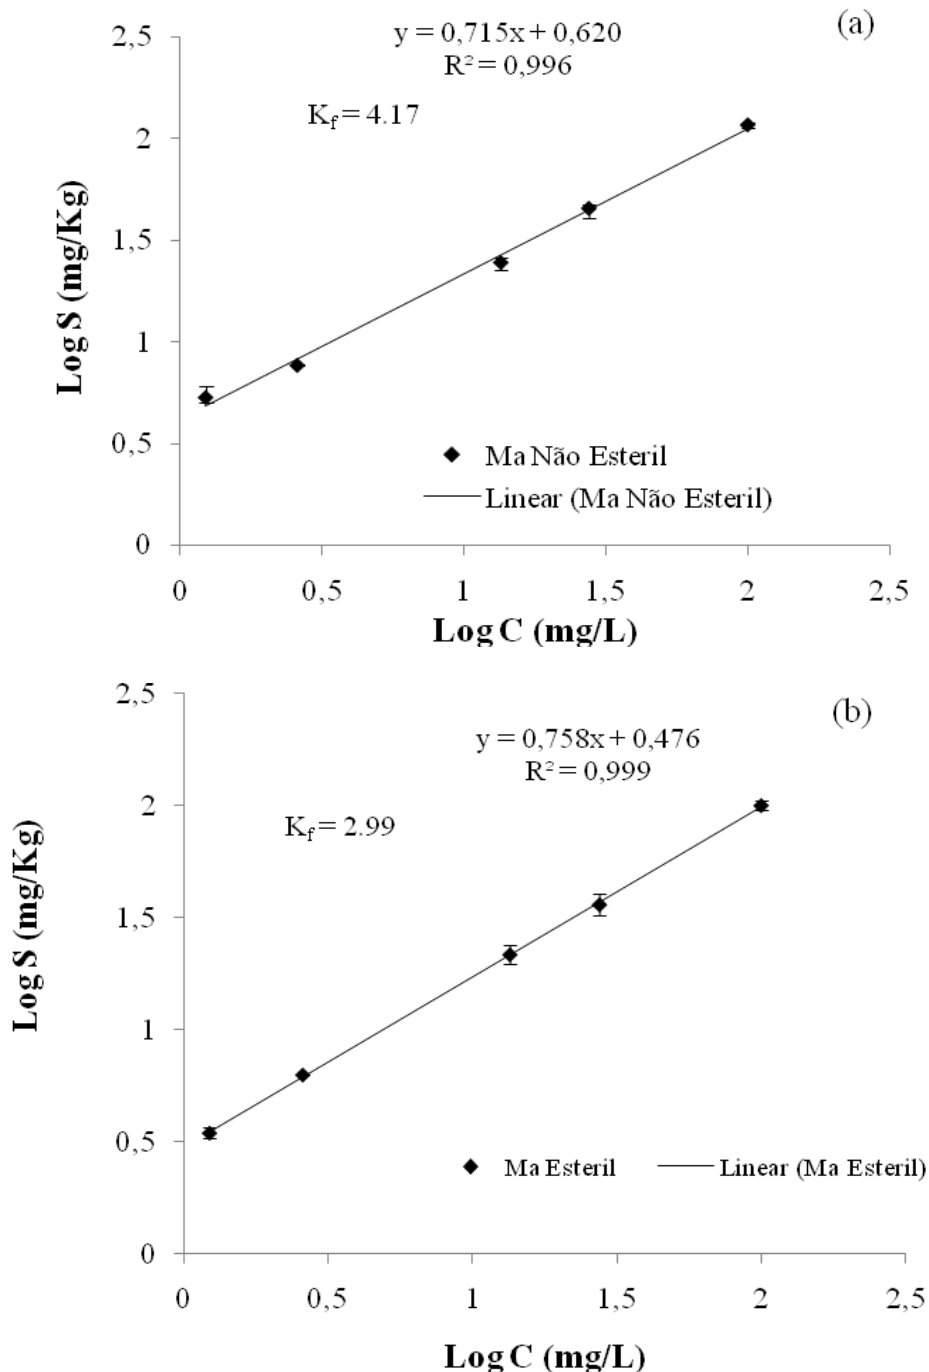 (a)
y = 0,715x + 0,620
R² = 0,996
K_f = 4.17
2,5
2
1,5
1
0,5
0
Log S (mg/Kg)
Ma Não Esteril
Linear (Ma Não Esteril)
0 0,5 1 1,5 2 2,5
Log C (mg/L)
(b)
y = 0,758x + 0,476
R² = 0,999
K_f = 2.99
2,5
2
1,5
1
0,5
0
Log S (mg/Kg)
Ma Esteril Linear (Ma Esteril)
0 0,5 1 1,5 2 2,5
Log C (mg/L)